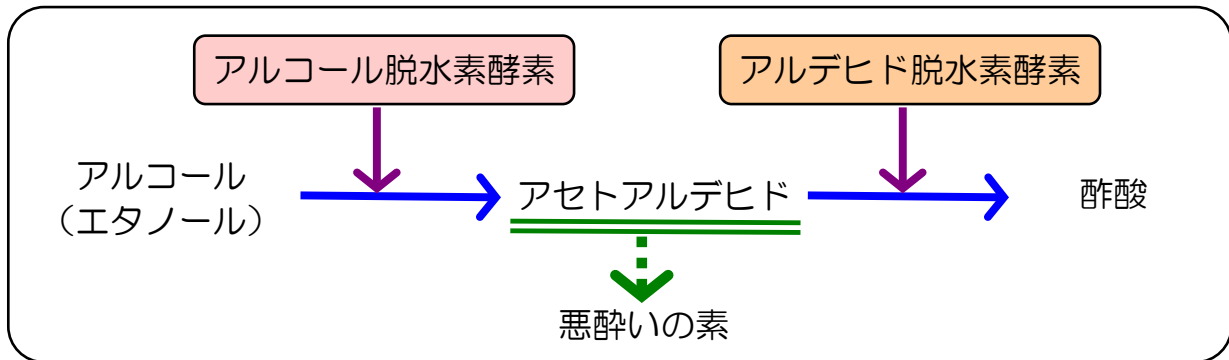 アルコール脱水素酵素
アルデヒド脱水素酵素
アルコール
（エタノール）
アセトアルデヒド
酢酸
悪酔いの素